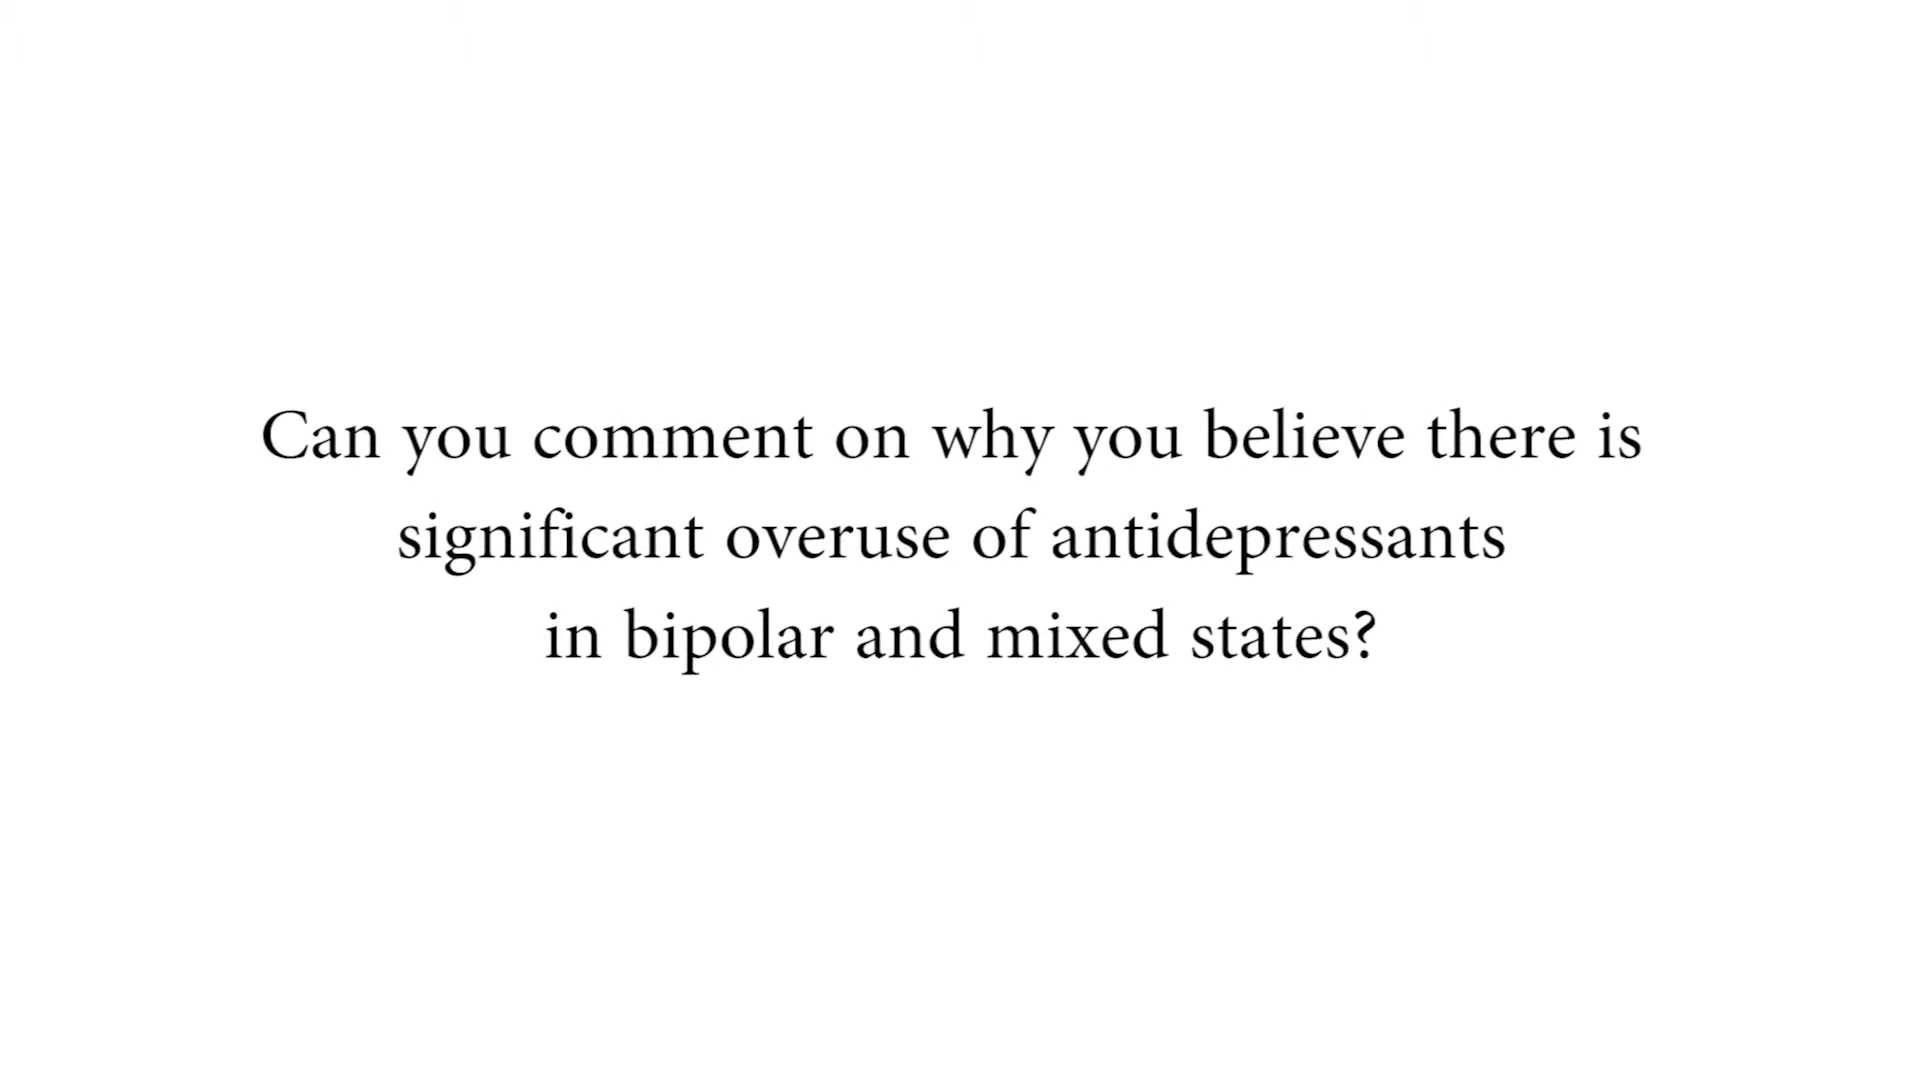 Can you comment on why you believe there is
significant overuse of antidepressants
in bipolar and mixed states?